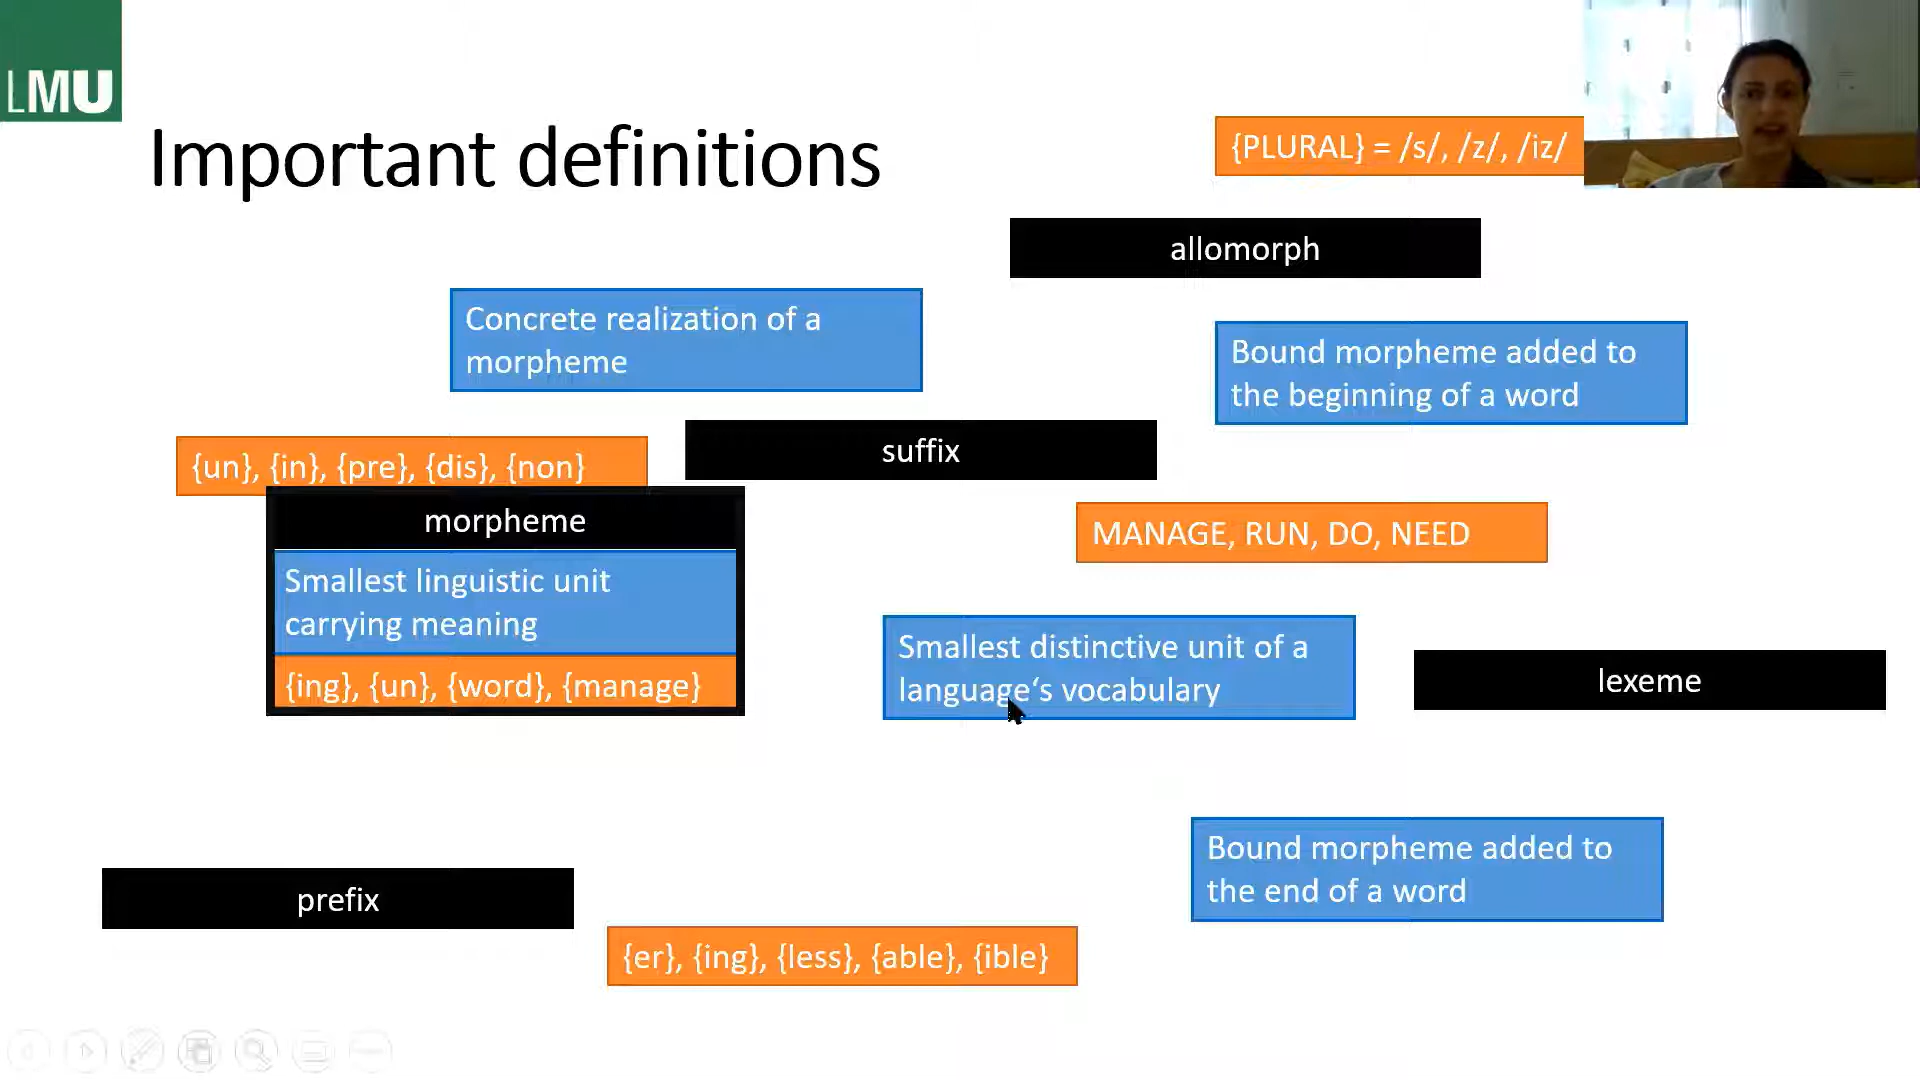 LMU
Important definitions
{PLURAL} = /s/, /z/, /iz/
allomorph
Concrete realization of a
morpheme
Bound morpheme added to
the beginning of a word
{un}, {in}, {pre}, {dis}, {non}
suffix
morpheme
Smallest linguistic unit
carrying meaning
{ing}, {un}, {word}, {manage}
MANAGE, RUN, DO, NEED
Smallest distinctive unit of a
language‘s vocabulary
lexeme
Bound morpheme added to
the end of a word
prefix
{er}, {ing}, {less}, {able}, {ible}